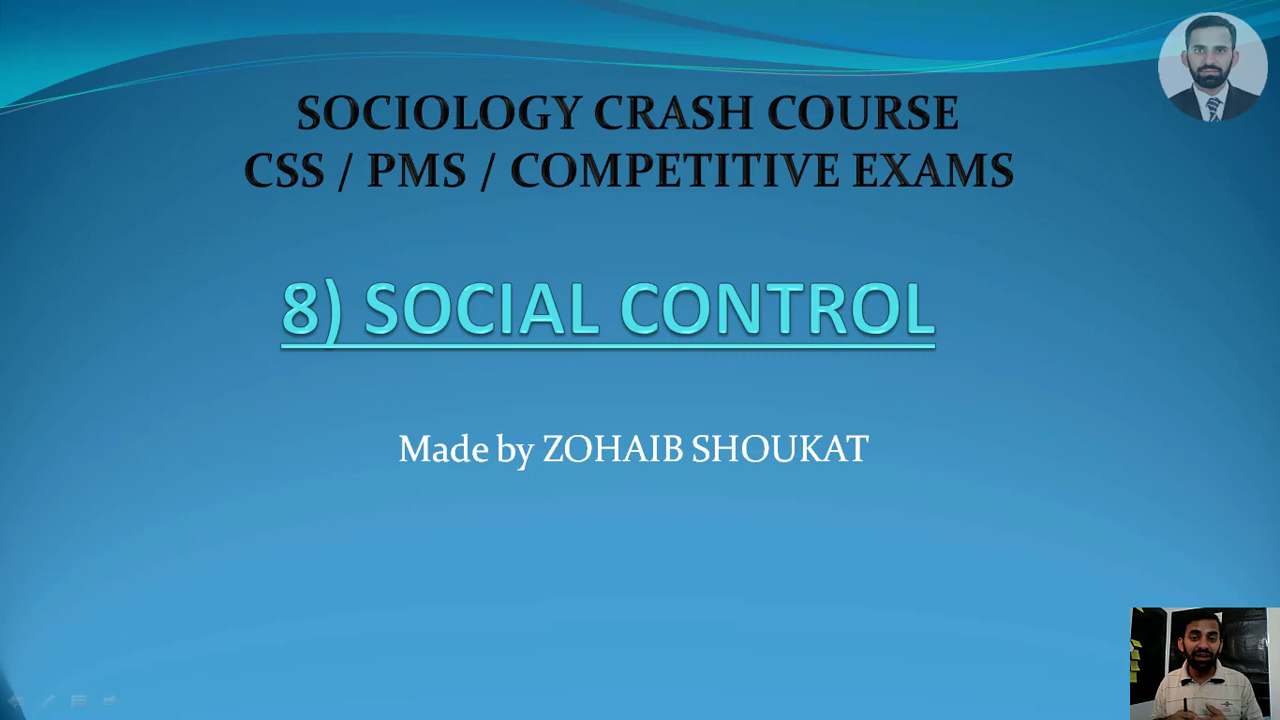 SOCIOLOGY CRASH COURSE
CSS / PMS / COMPETITIVE EXAMS
8) SOCIAL CONTROL
Made by ZOHAIB SHOUKAT